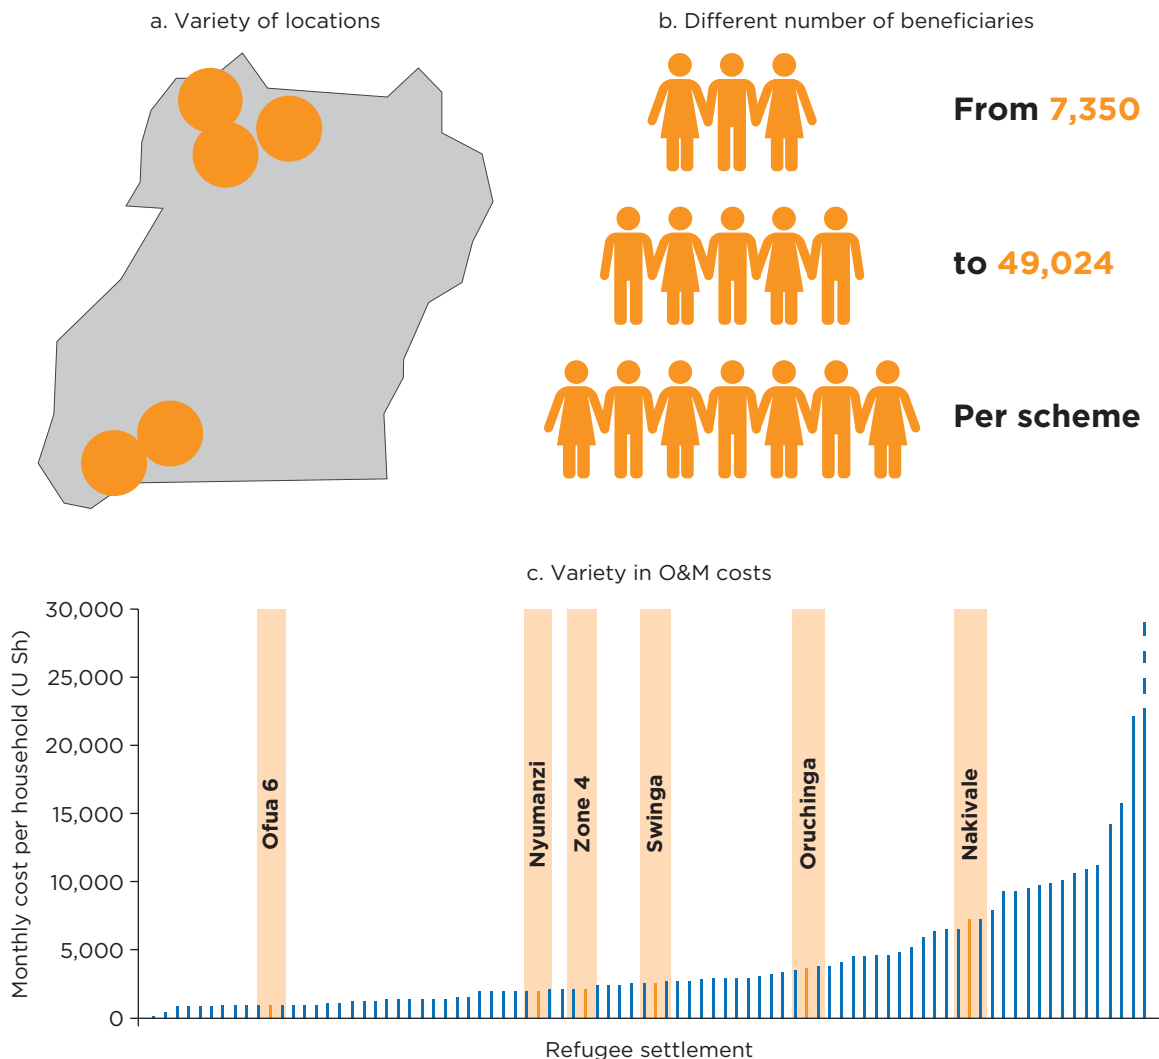 a. Variety of locations
b. Different number of beneficiaries
From 7,350
to 49,024
Per scheme
c. Variety in O&M costs
Monthly cost per household (U Sh)
30,000
25,000
20,000
15,000
10,000
5,000
0
Ofua 6
Nyumanzi
Zone 4
Swinga
Oruchinga
Nakivale
Refugee settlement